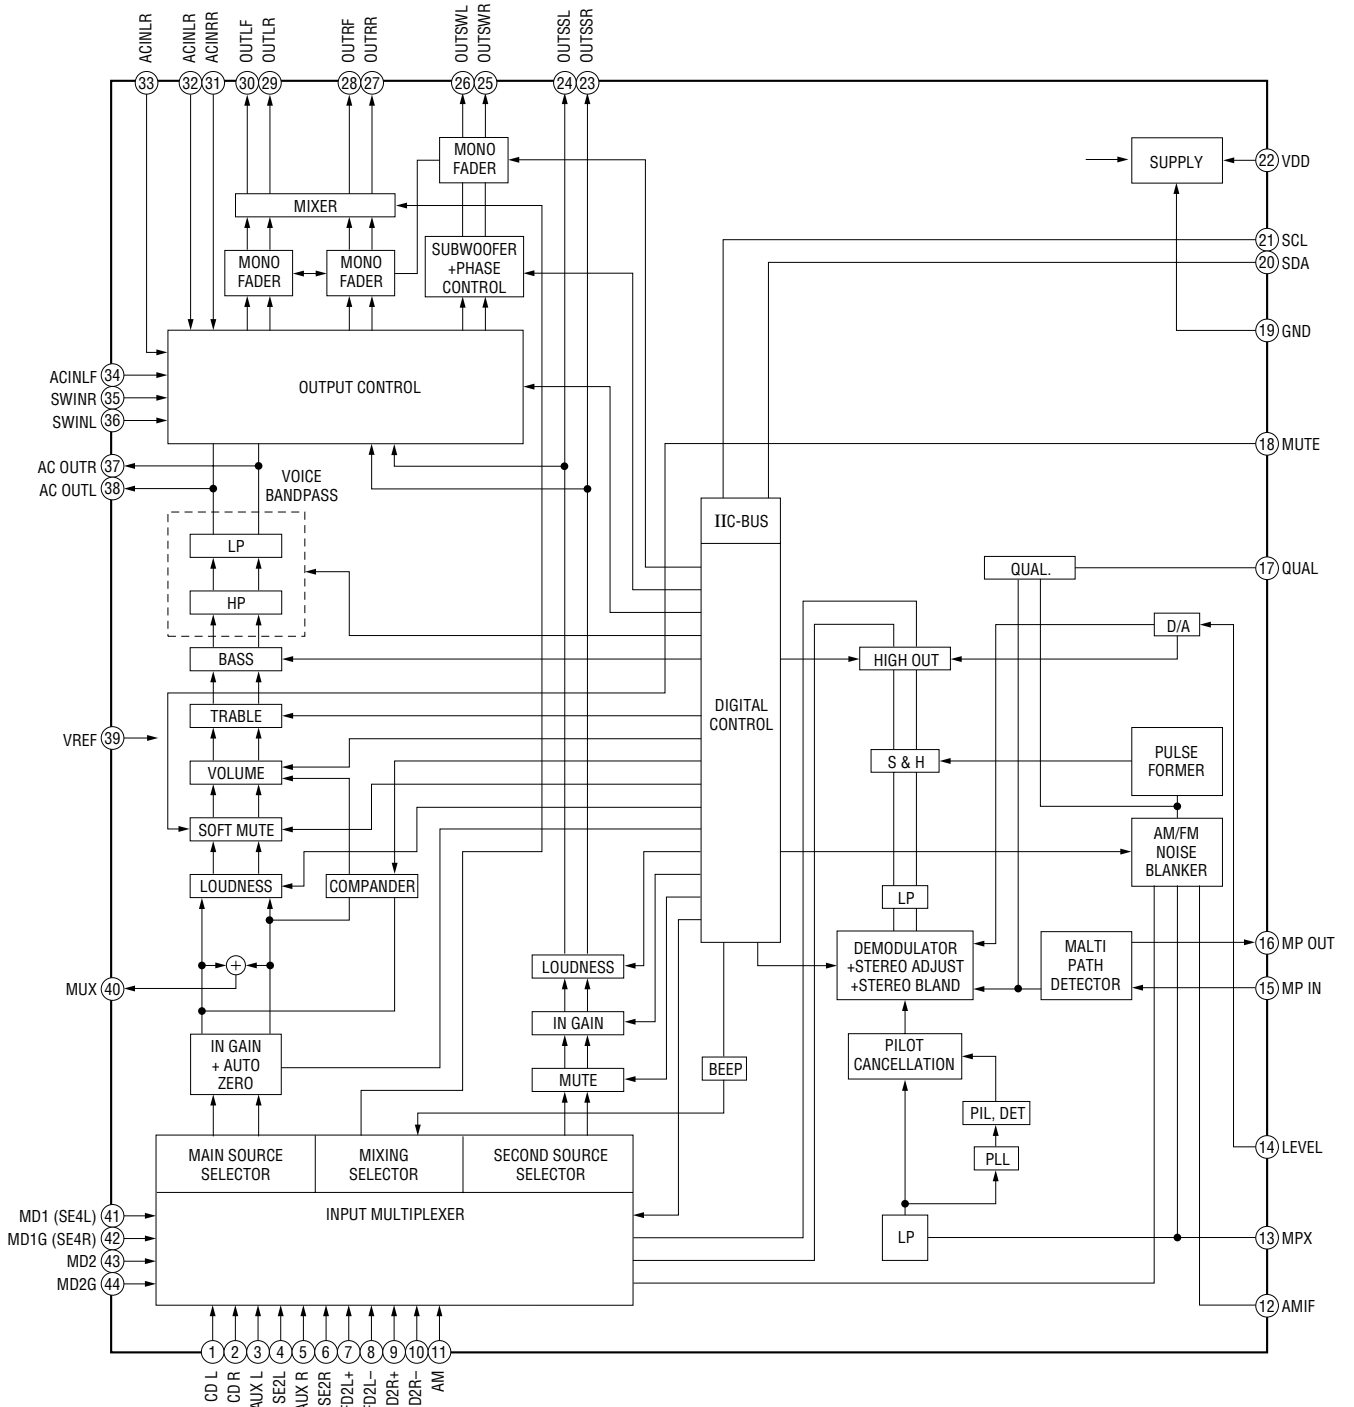 ACINLR
ACINLR
ACINRR
OUTLF
OUTLR
OUTRF
OUTRR
OUTSWL
OUTSWR
OUTSSL
OUTSSR
33
32
31
30
29
28
27
26
25
24
23
MONO
FADER
SUPPLY
22 VDD
MIXER
21 SCL
20 SDA
MONO
FADER
MONO
FADER
SUBWOOFER
+PHASE
CONTROL
19 GND
OUTPUT CONTROL
ACINLF 34
SWINR 35
SWINL 36
18 MUTE
AC OUTR 37
AC OUTL 38
VOICE
BANDPASS
LP
HP
IIC-BUS
QUAL.
17 QUAL
D/A
BASS
HIGH OUT
TRABLE
DIGITAL
CONTROL
VREF 39
VOLUME
S & H
PULSE
FORMER
SOFT MUTE
AM/FM
NOISE
BLANKER
LOUDNESS
COMPANDER
LP
DEMODULATOR
+STEREO ADJUST
+STEREO BLAND
MALTI
PATH
DETECTOR
16 MP OUT
15 MP IN
+
MUX 40
LOUDNESS
IN GAIN
MUTE
IN GAIN
+ AUTO
ZERO
BEEP
PILOT
CANCELLATION
PIL, DET
PLL
14 LEVEL
MAIN SOURCE
SELECTOR
MIXING
SELECTOR
SECOND SOURCE
SELECTOR
INPUT MULTIPLEXER
LP
MD1 (SE4L) 41
MD1G (SE4R) 42
MD2 43
MD2G 44
13 MPX
12 AMIF
1
2
3
4
5
6
7
8
9
10
11
CD L
CD R
AUX L
SE2L
AUX R
SE2R
FD2L+
FD2L−
D2R+
D2R−
AM